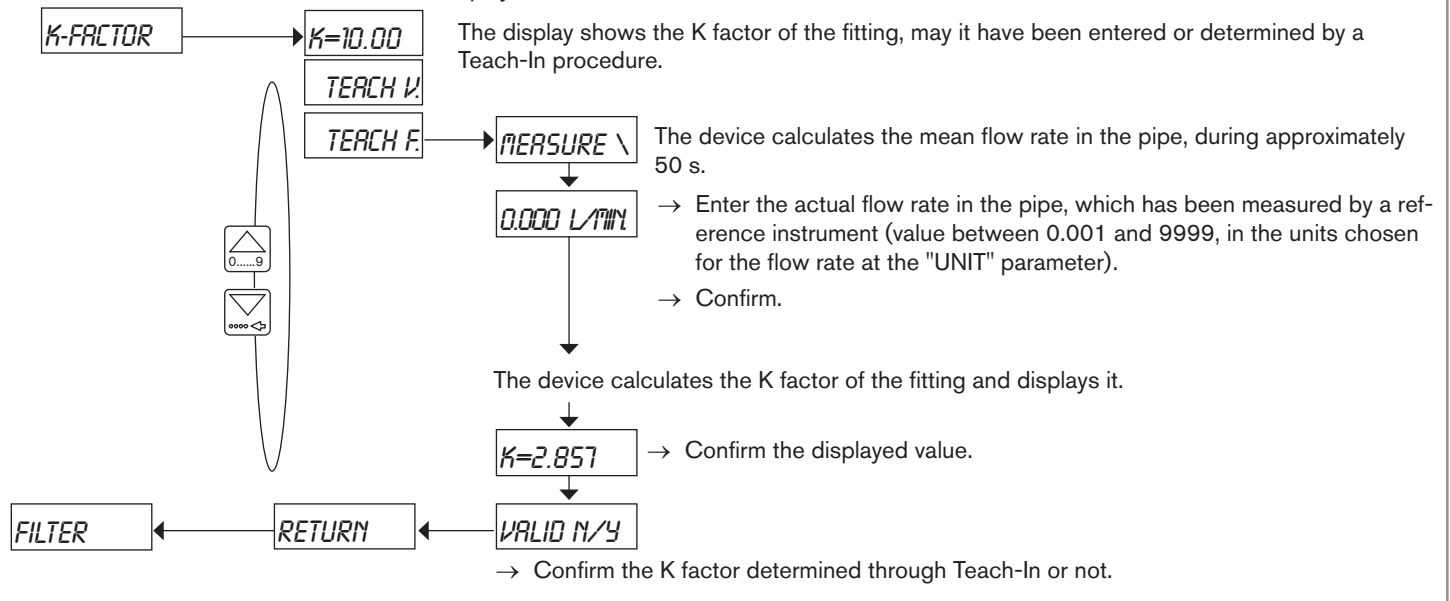 K-FACTOR
K=10.00
The display shows the K factor of the fitting, may it have been entered or determined by a
Teach-In procedure.
TEACH V.
TEACH F.
MEASURE \
The device calculates the mean flow rate in the pipe, during approximately
50 s.
0.000 L/MIN.
→ Enter the actual flow rate in the pipe, which has been measured by a ref-
erence instrument (value between 0.001 and 9999, in the units chosen
for the flow rate at the "UNIT" parameter).
→ Confirm.
0......9
The device calculates the K factor of the fitting and displays it.
K=2.857
→ Confirm the displayed value.
FILTER
RETURN
VALID N/Y
→ Confirm the K factor determined through Teach-In or not.